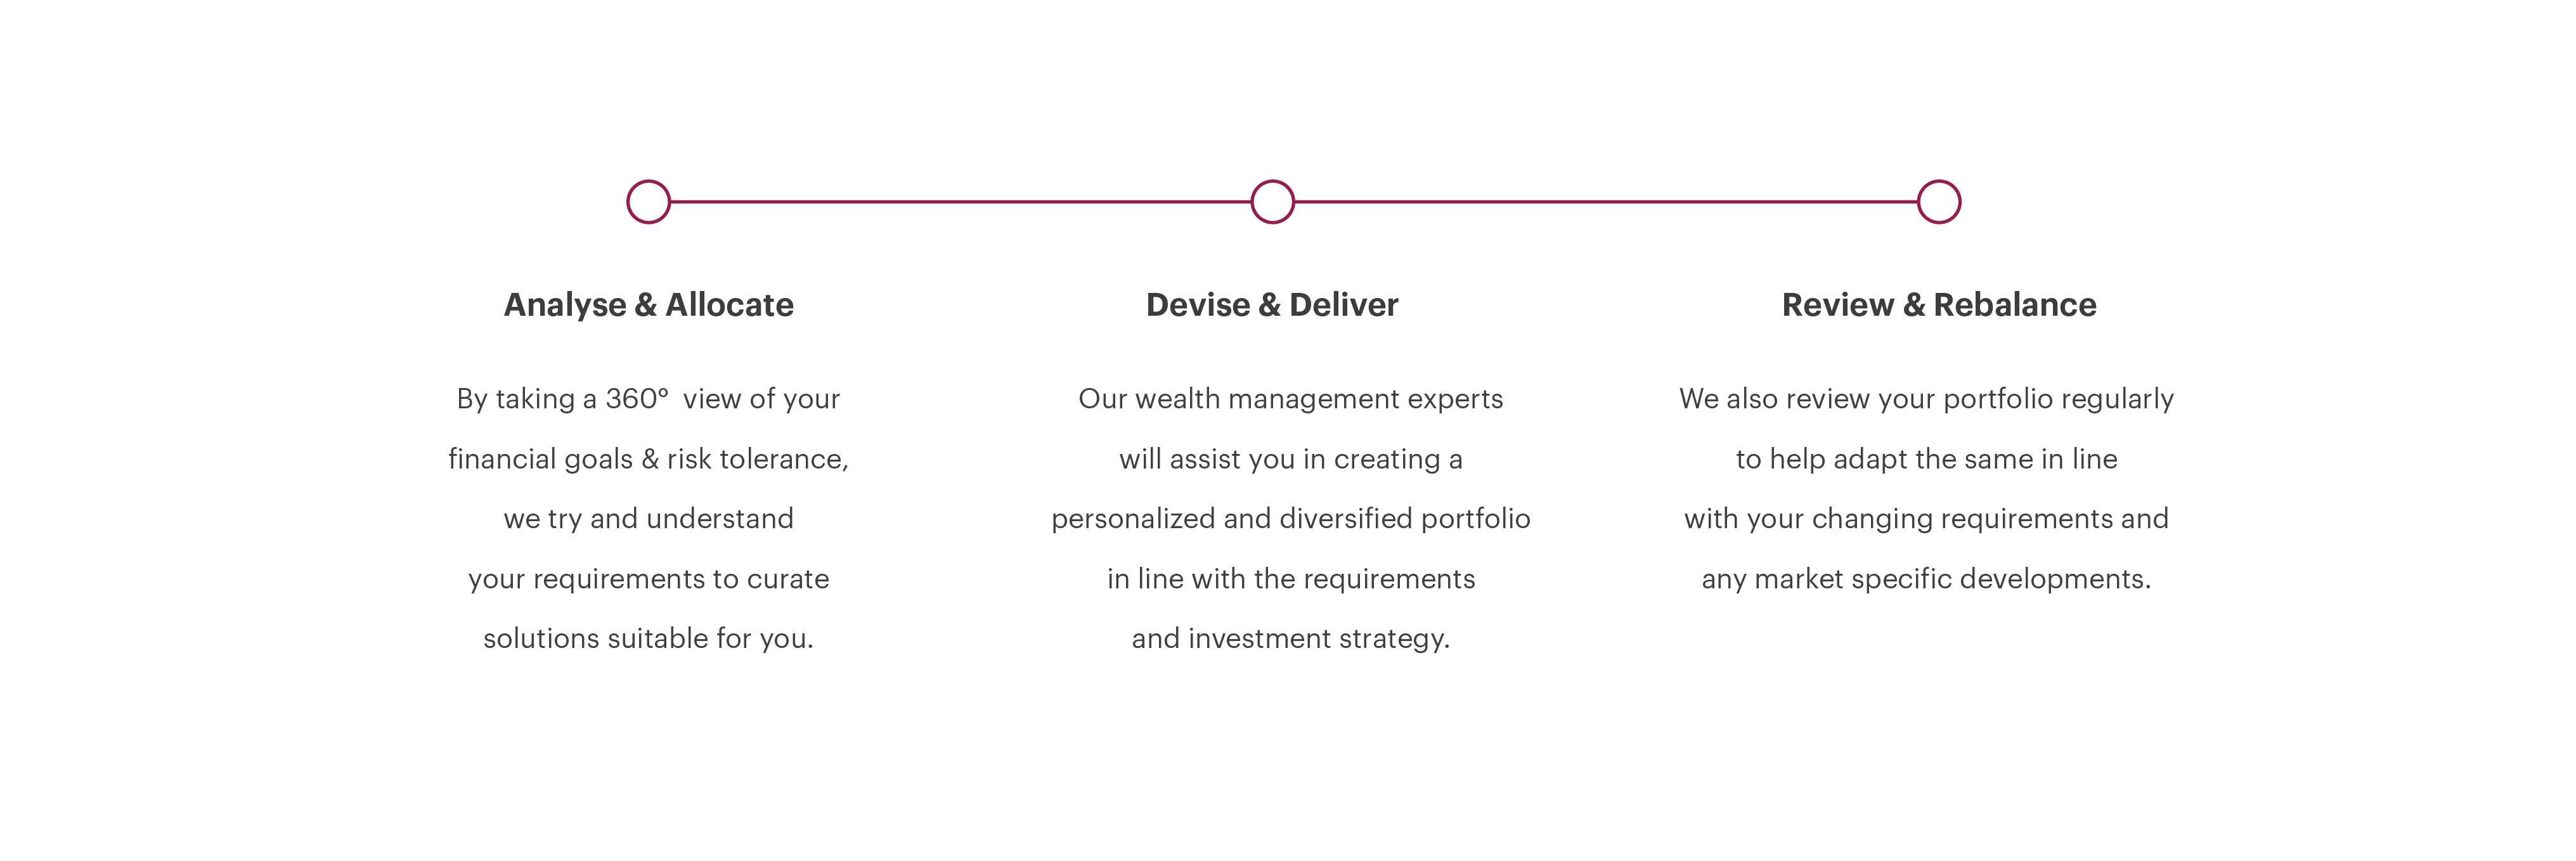 Analyse & Allocate
By taking a 360° view of your
financial goals & risk tolerance,
we try and understand
your requirements to curate
solutions suitable for you.
Devise & Deliver
Our wealth management experts
will assist you in creating a
personalized and diversified portfolio
in line with the requirements
and investment strategy.
Review & Rebalance
We also review your portfolio regularly
to help adapt the same in line
with your changing requirements and
any market specific developments.